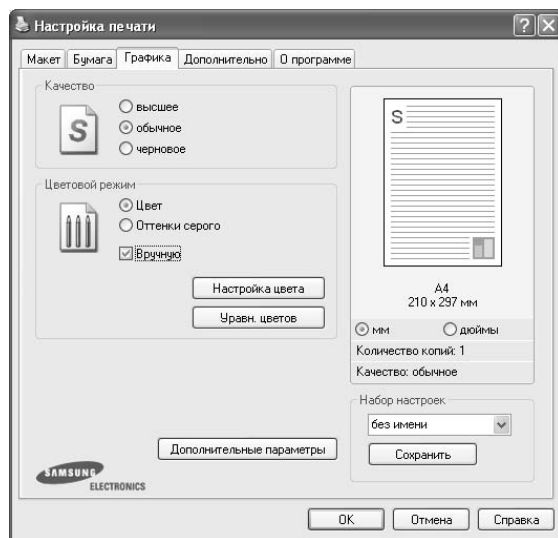 Настройка печати
Макет Бумага Графика Дополнительно О программе
Качество
S
высшее
обычное
черновое
Цветовой режим
Цвет
Оттенки серого
Вручную
Настройка цвета
Уравн. цветов
Дополнительные параметры
SAMSUNG
ELECTRONICS
S
A4
210 x 297 мм
мм дюймы
Количество копий: 1
Качество: обычное
Набор настроек
без имени
Сохранить
OK Отмена Справка